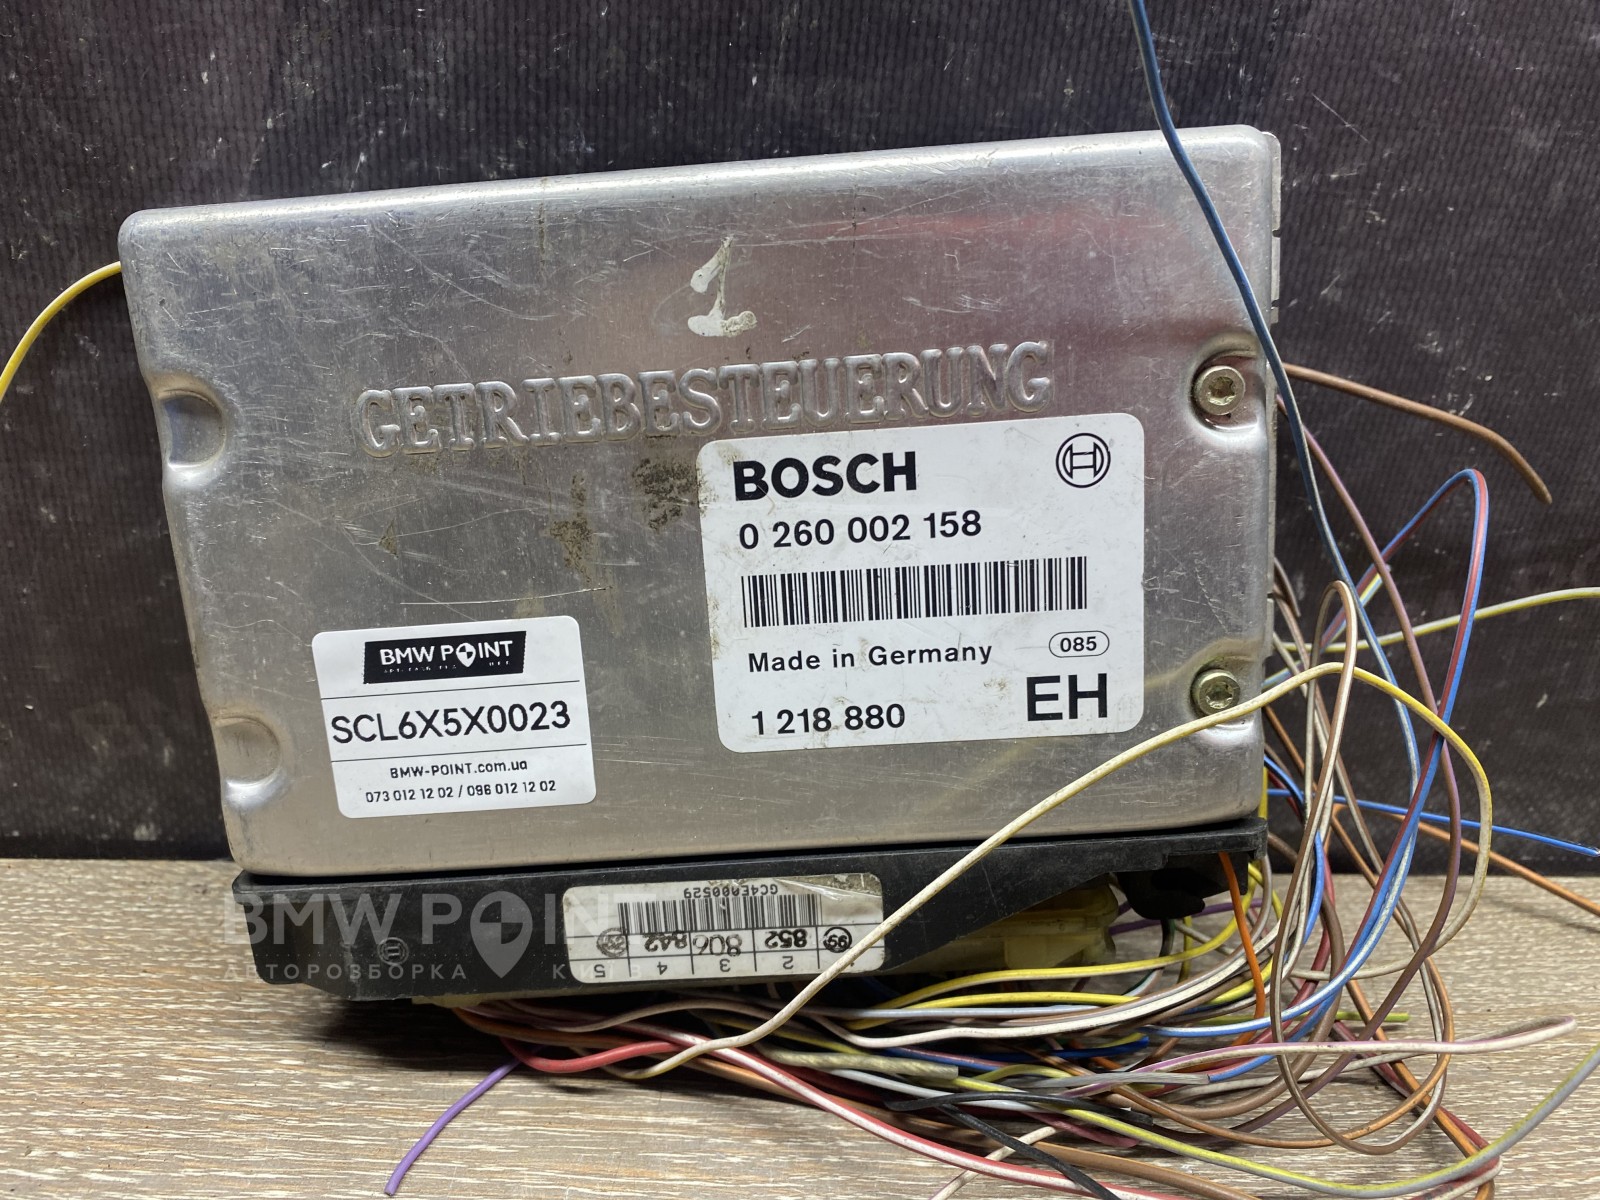 1
GETRIEBESTEUERUNG
BOSCH
0 260 002 158
Made in Germany
085
1 218 880
EH
BMW POINT
SCL6X5X0023
BMW-POINT.com.ua
073 012 12 02 / 096 012 12 02
GC4EA00529
852 806 842
2 3 4 5
BMW POINT
АВТОРОЗБОРКА КИЇВ